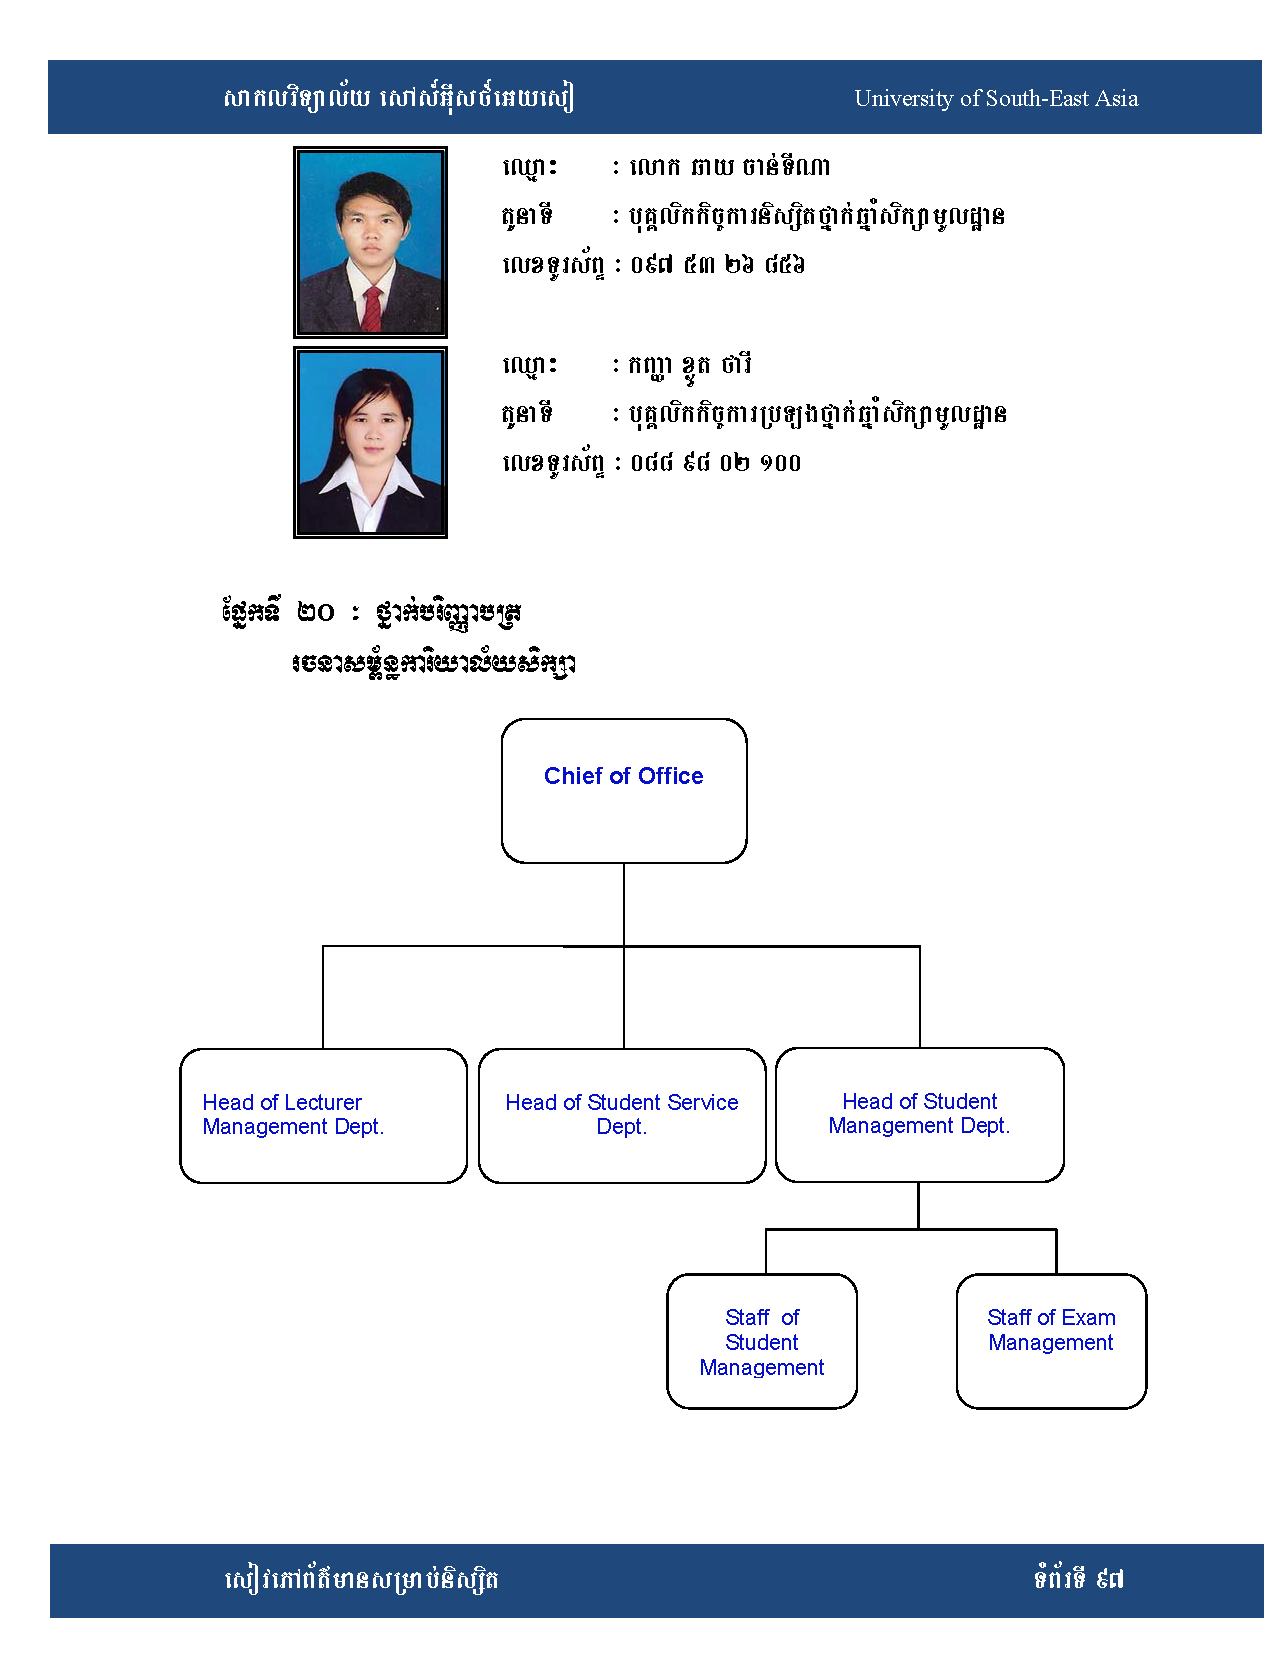 សាកលវិទ្យាល័យ សៅស៍អ៊ីសថ៍អេយសៀ University of South-East Asia
ឈ្មោះ : លោក ឆាយ ចាន់ទីណា
តួនាទី : បុគ្គលិកកិច្ចការនិស្សិតថ្នាក់ឆ្នាំសិក្សាមូលដ្ឋាន
លេខទូរស័ព្ទ : ០៩៧ ៥៣ ២៦ ៨៥៦
ឈ្មោះ : កញ្ញា ខ្លូត ថាវី
តួនាទី : បុគ្គលិកកិច្ចការប្រឡងថ្នាក់ឆ្នាំសិក្សាមូលដ្ឋាន
លេខទូរស័ព្ទ : ០៨៨ ៩៨ ០២ ១០០
ផ្នែកទី ២០ : ថ្នាក់បរិញ្ញាបត្រ
រចនាសម្ព័ន្ធការិយាល័យសិក្សា
Chief of Office
Head of Lecturer
Management Dept.
Head of Student Service
Dept.
Head of Student
Management Dept.
Staff of
Student
Management
Staff of Exam
Management
សៀវភៅព័ត៌មានសម្រាប់និស្សិត ទំព័រទី ៩៧